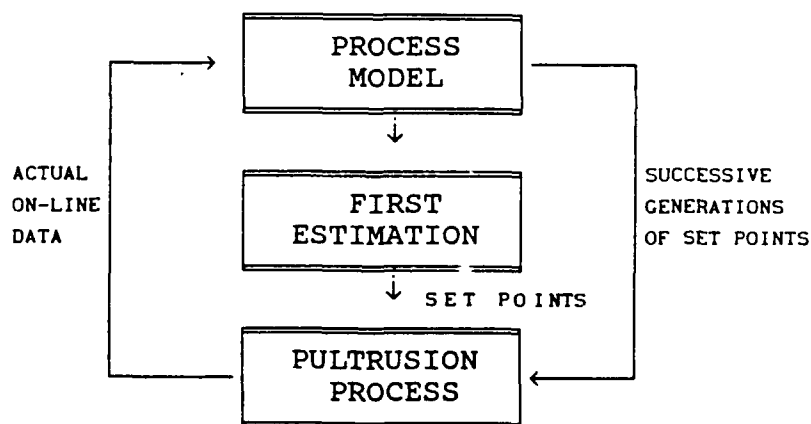 PROCESS
MODEL
ACTUAL
ON-LINE
DATA
FIRST
ESTIMATION
SUCCESSIVE
GENERATIONS
OF SET POINTS
SET POINTS
PULTRUSION
PROCESS